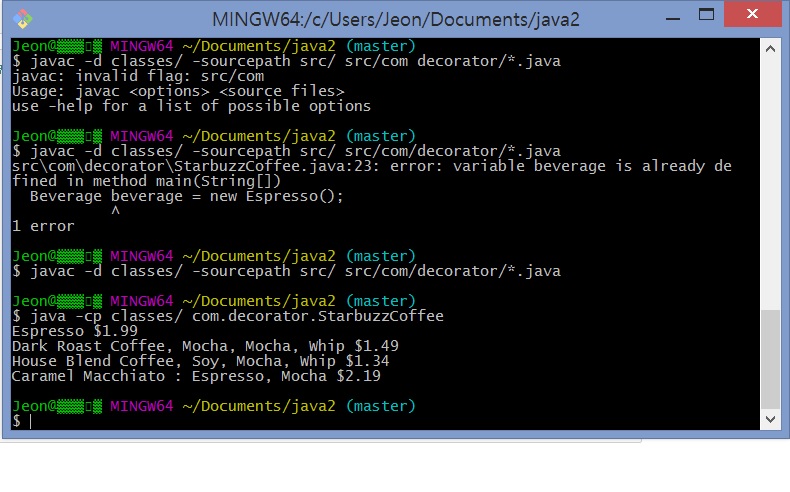 MINGW64:/c/Users/Jeon/Documents/java2
Jeon@ MINGW64 ~/Documents/java2 (master)
$ javac -d classes/ -sourcepath src/ src/com decorator/*.java
javac: invalid flag: src/com
Usage: javac <options> <source files>
use -help for a list of possible options
Jeon@ MINGW64 ~/Documents/java2 (master)
$ javac -d classes/ -sourcepath src/ src/com/decorator/*.java
src\com\decorator\StarbuzzCoffee.java:23: error: variable beverage is already de
fined in method main(String[])
Beverage beverage = new Espresso();
^
1 error
Jeon@ MINGW64 ~/Documents/java2 (master)
$ javac -d classes/ -sourcepath src/ src/com/decorator/*.java
Jeon@ MINGW64 ~/Documents/java2 (master)
$ java -cp classes/ com.decorator.StarbuzzCoffee
Espresso $1.99
Dark Roast Coffee, Mocha, Mocha, Whip $1.49
House Blend Coffee, Soy, Mocha, Whip $1.34
Caramel Macchiato : Espresso, Mocha $2.19
Jeon@ MINGW64 ~/Documents/java2 (master)
$